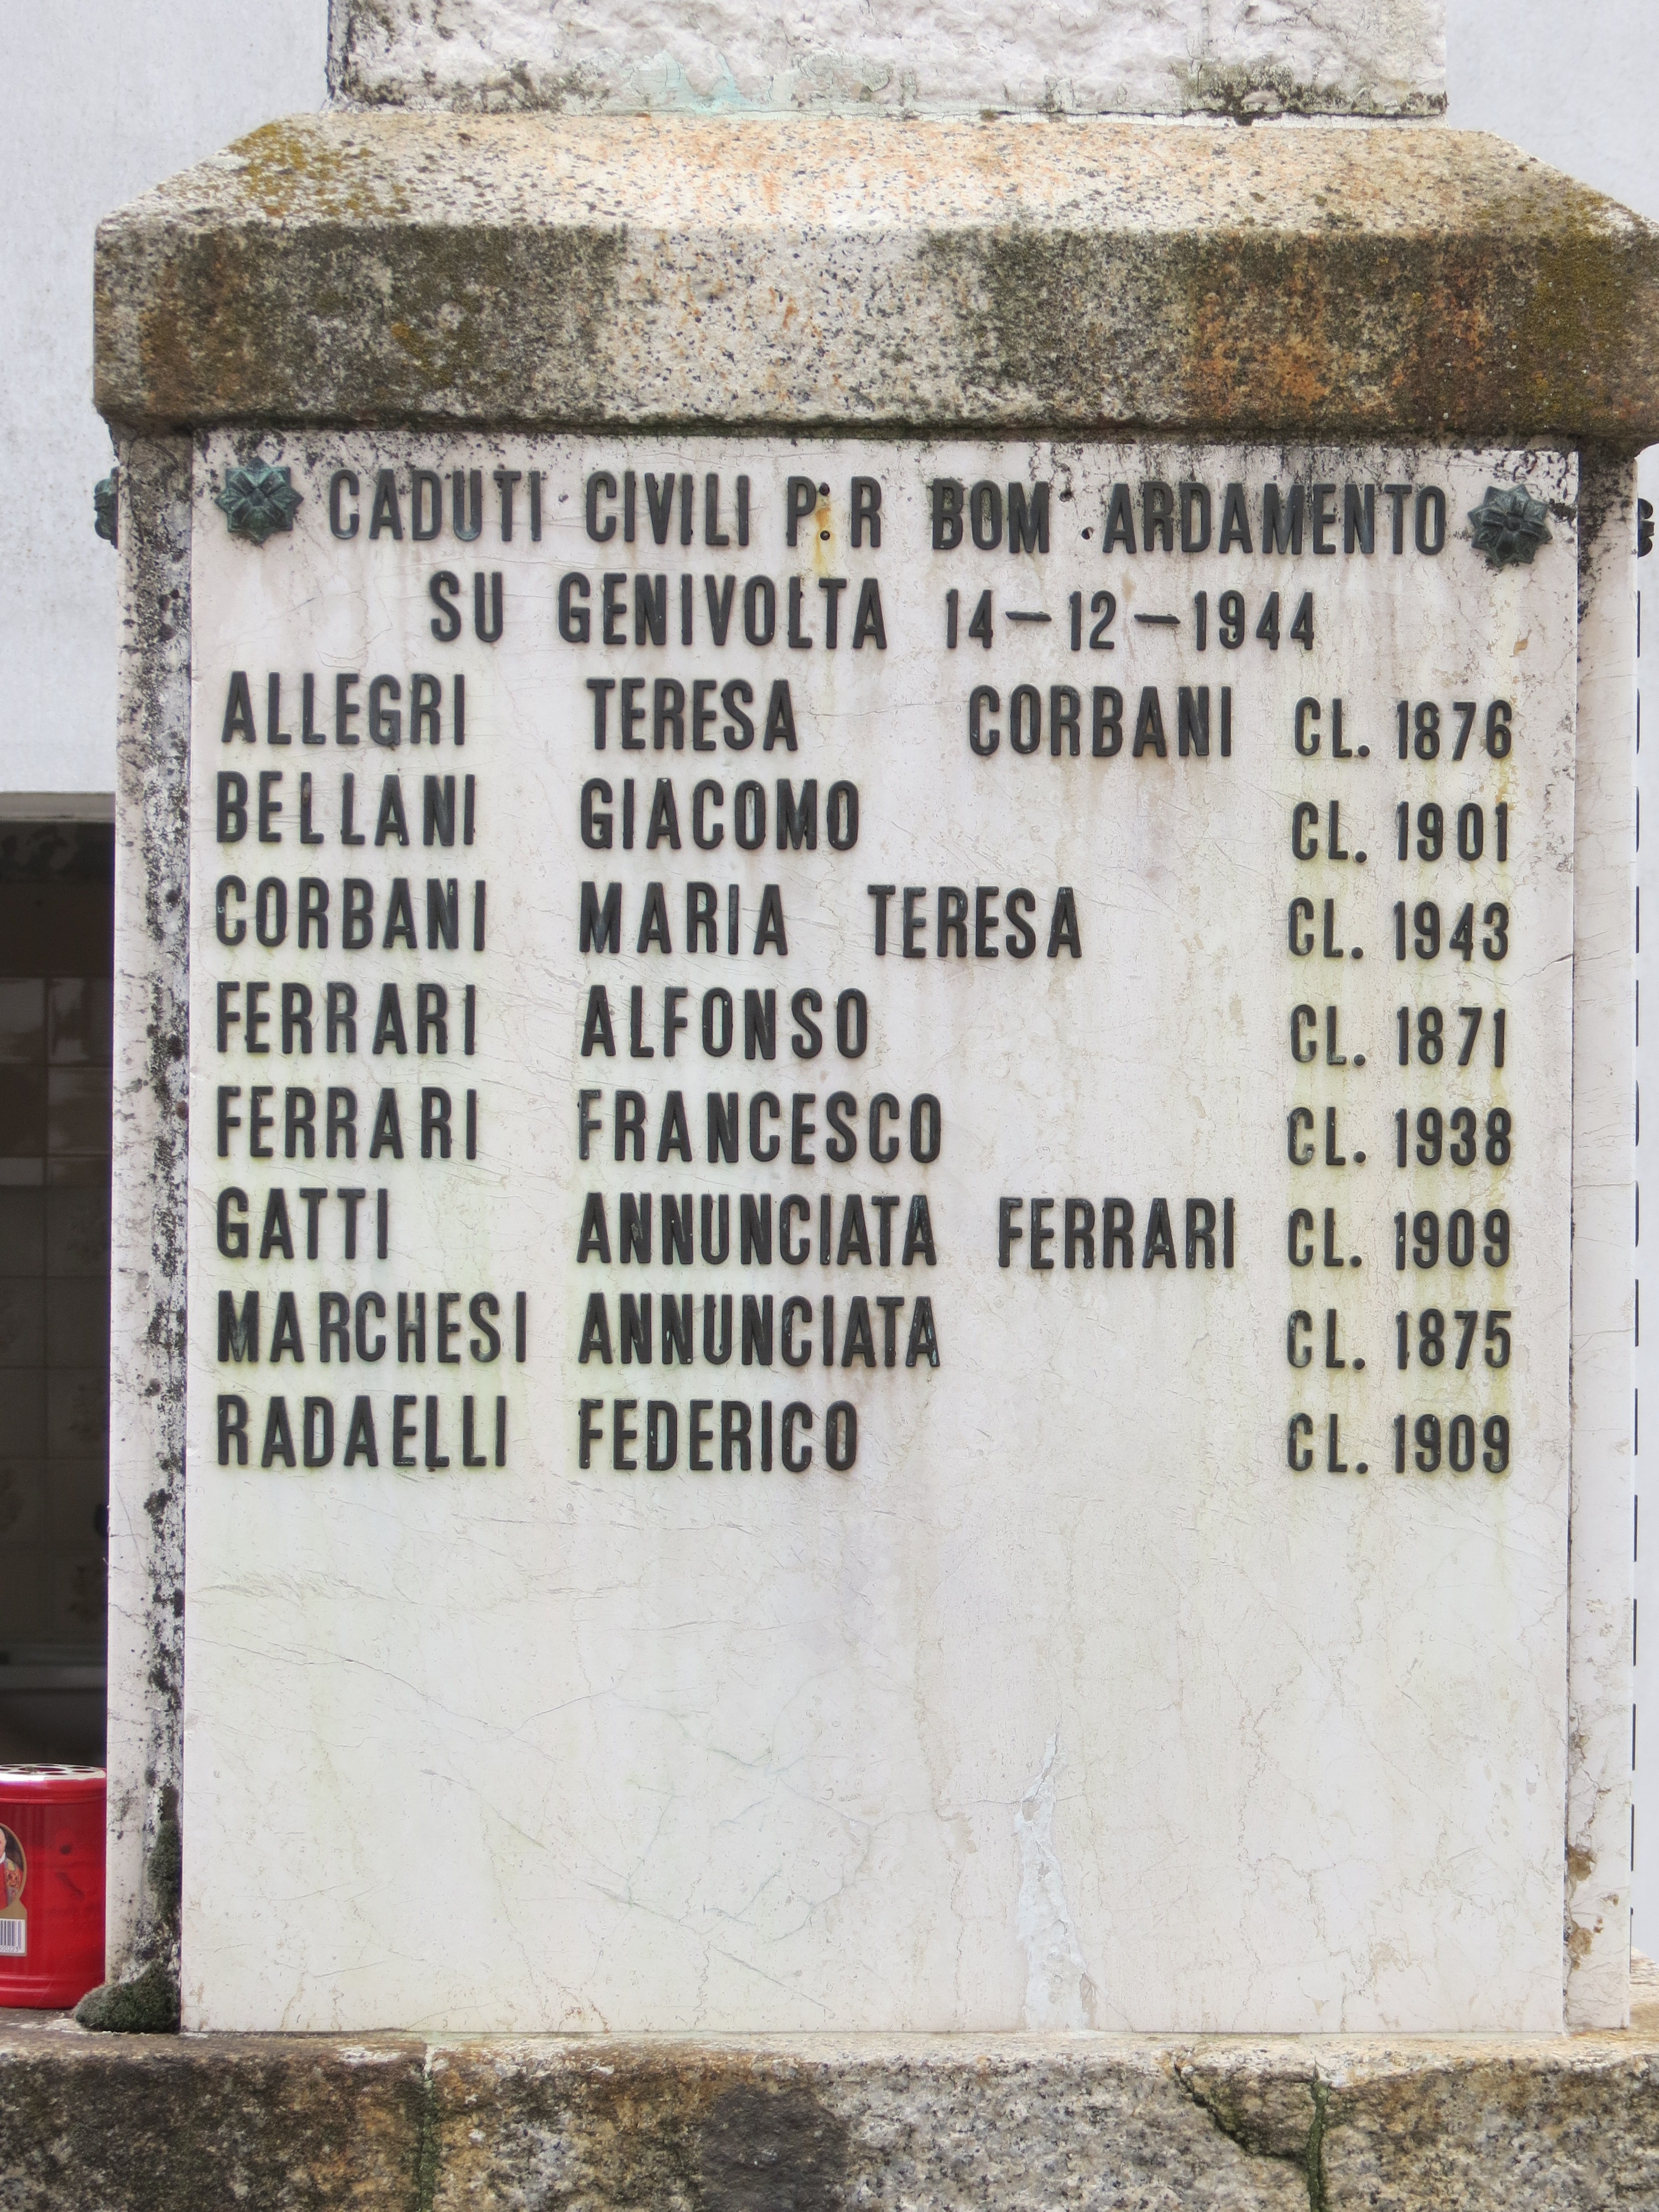 CADUTI CIVILI P R BOM ARDAMENTO
SU GENIVOLTA 14-12-1944
ALLEGRI TERESA CORBANI CL. 1876
BELLANI GIACOMO CL. 1901
CORBANI MARIA TERESA CL. 1943
FERRARI ALFONSO CL. 1871
FERRARI FRANCESCO CL. 1938
GATTI ANNUNCIATA FERRARI CL. 1909
MARCHESI ANNUNCIATA CL. 1875
RADAELLI FEDERICO CL. 1909